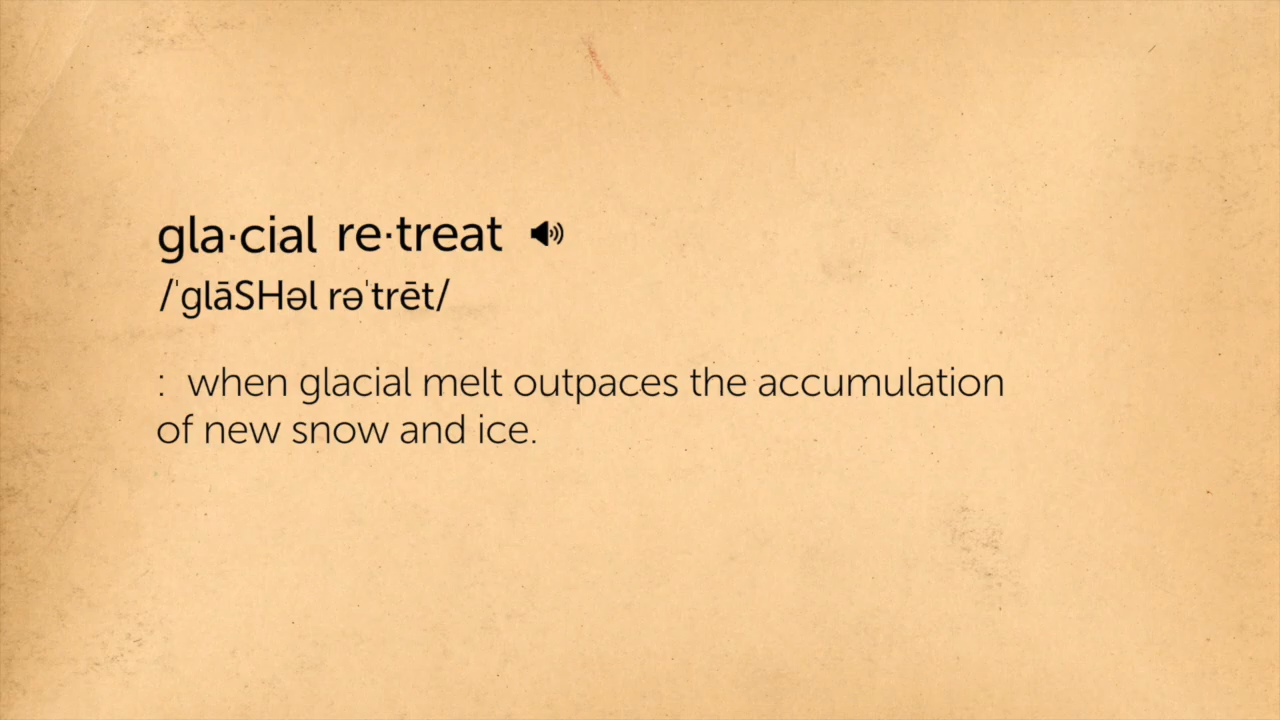 gla·cial re·treat
/ˈglāSHəl rəˈtrēt/
: when glacial melt outpaces the accumulation
of new snow and ice.